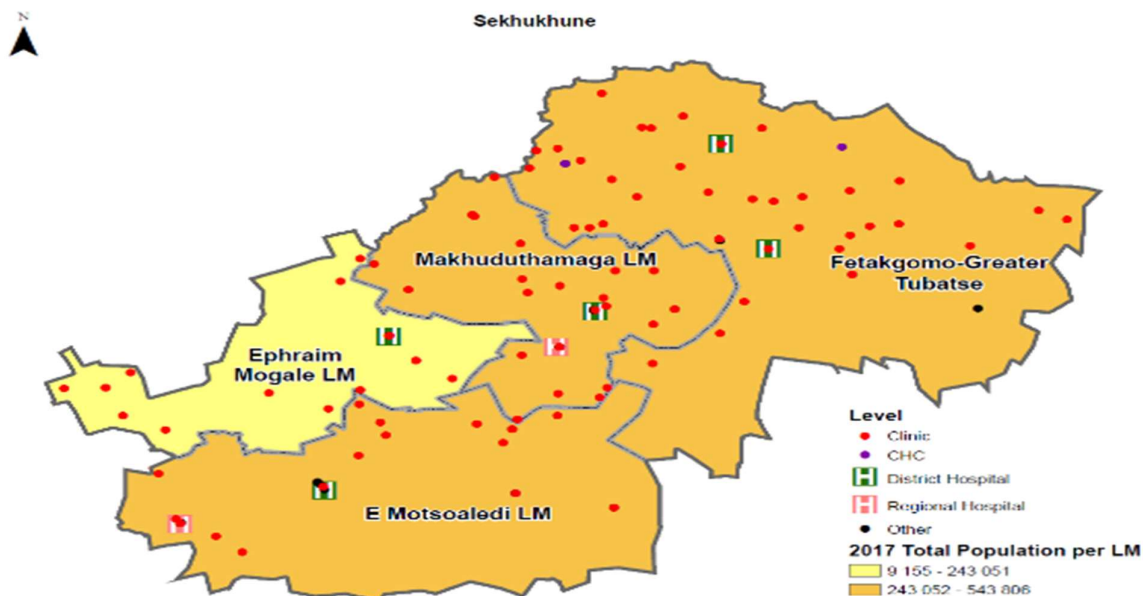 N
Sekhukhune
Makhuduthamaga LM
Fetakgomo-Greater
Tubatse
Ephraim
Mogale LM
E Motsoaledi LM
Level
Clinic
CHC
District Hospital
Regional Hospital
Other
2017 Total Population per LM
9 155 - 243 051
243 052 - 543 806